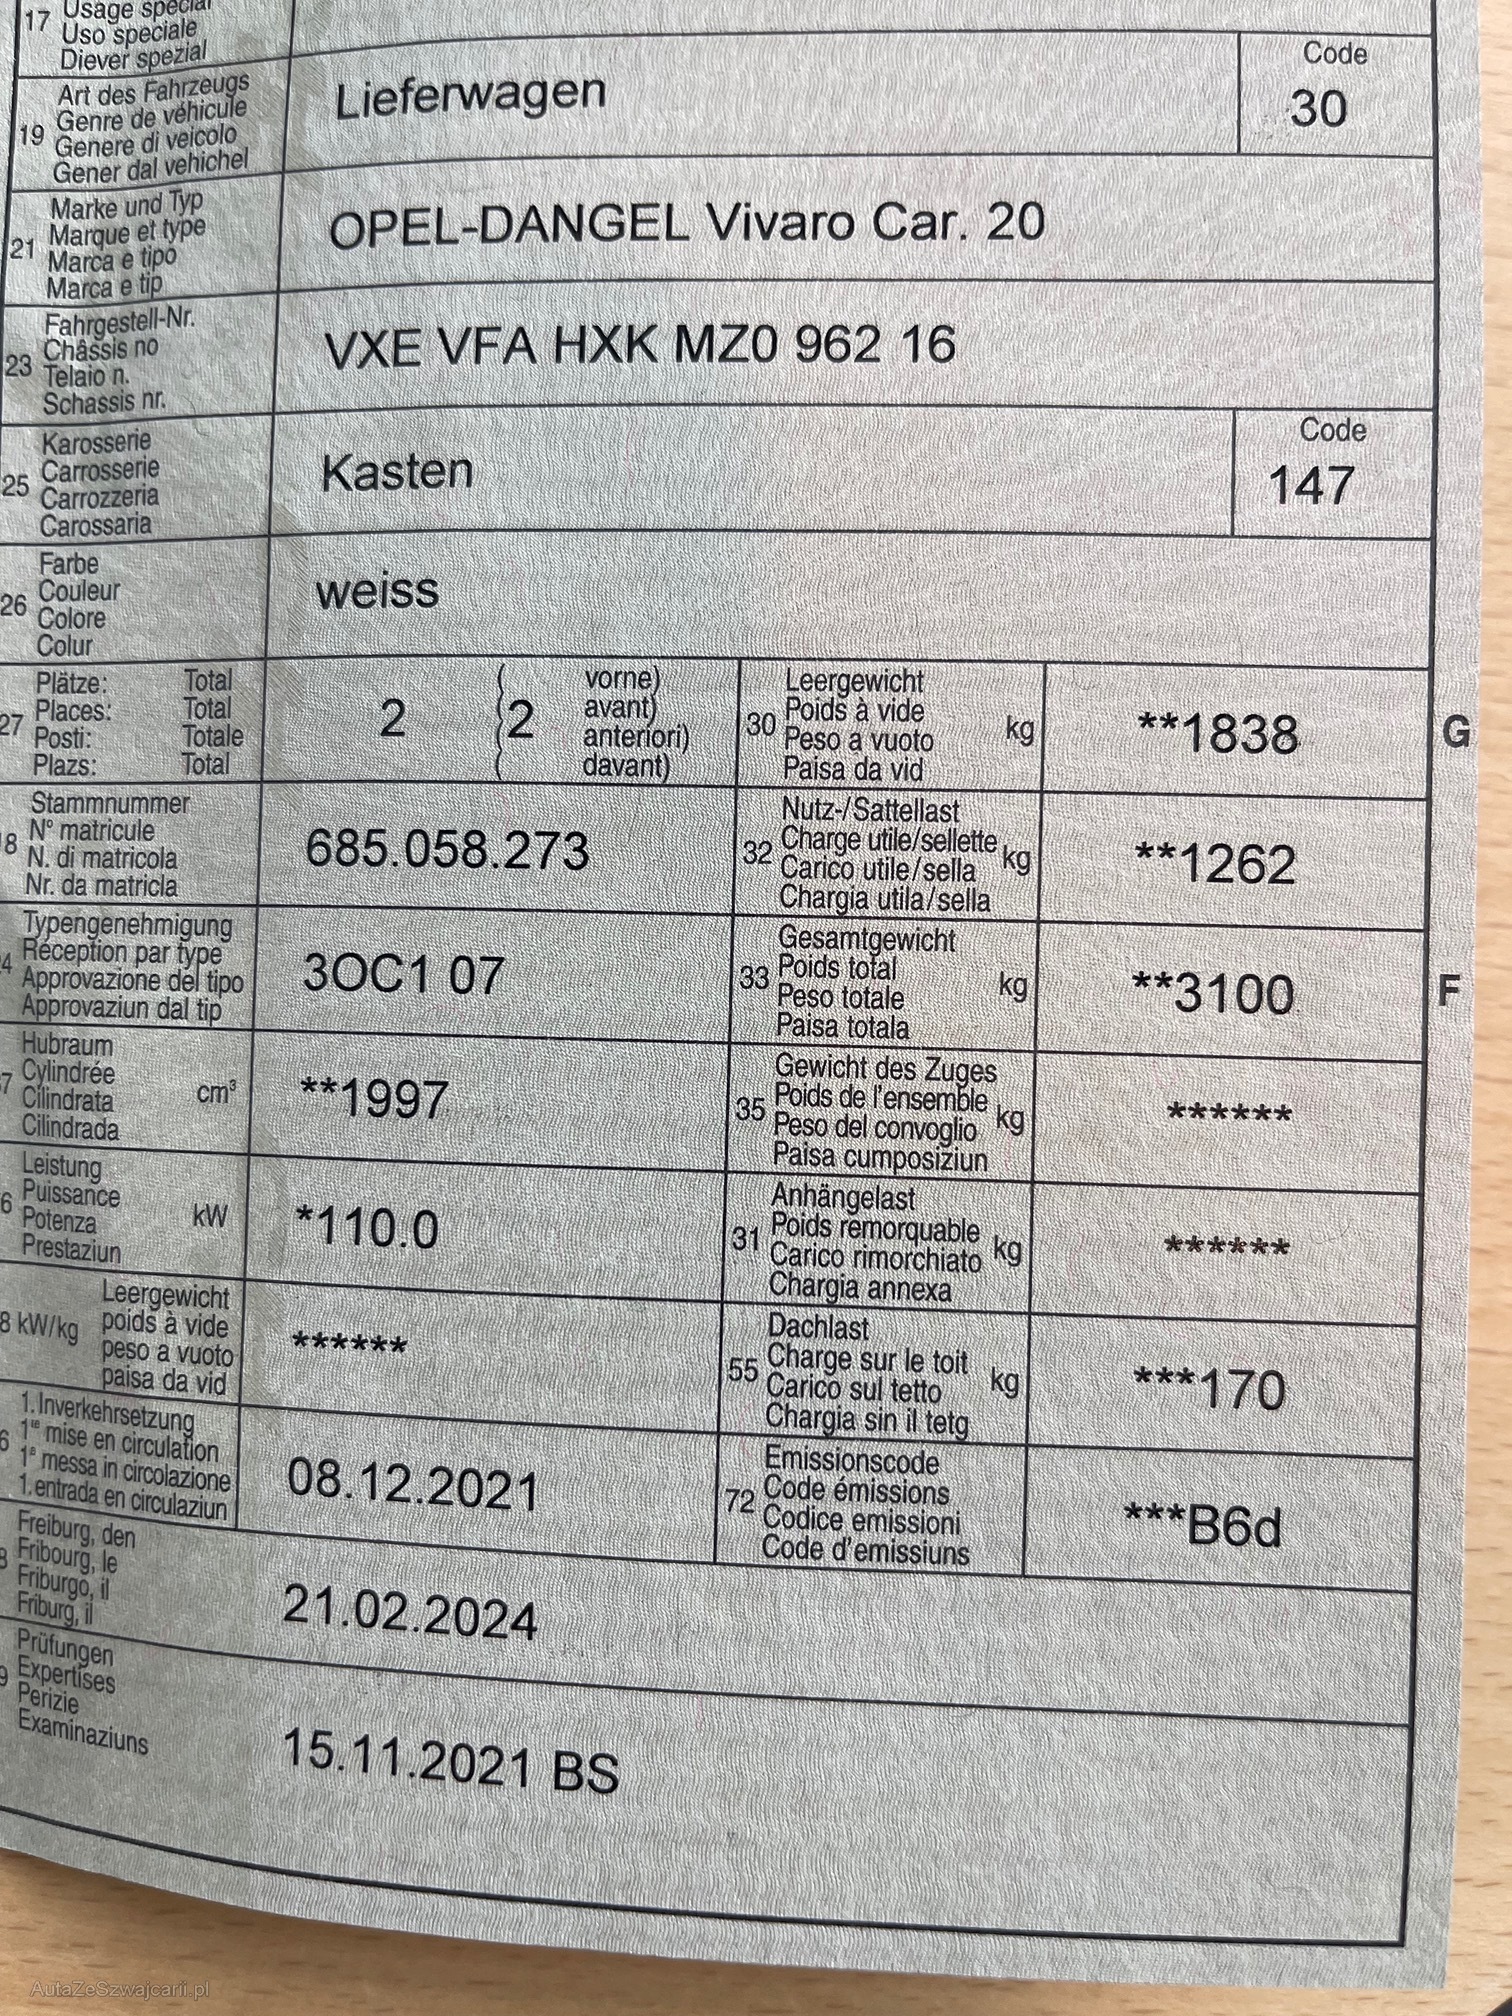 17 Usage spécial
Uso speciale
Diever spezial
19 Art des Fahrzeugs
Genre de véhicule
Genere di veicolo
Gener dal vehichel
Lieferwagen
Code
30
21 Marke und Typ
Marque et type
Marca e tipo
Marca e tip
OPEL-DANGEL Vivaro Car. 20
23 Fahrgestell-Nr.
Châssis no
Telaio n.
Schassis nr.
VXE VFA HXK MZ0 962 16
25 Karosserie
Carrosserie
Carrozzeria
Carossaria
Kasten
Code
147
26 Farbe
Couleur
Colore
Colur
weiss
27 Plätze: Total
Places: Total
Posti: Totale
Plazs: Total
2 (2 vorne)
avant)
anteriori)
davant)
30 Leergewicht
Poids à vide
Peso a vuoto
Paisa da vid
kg
**1838
G
8 Stammnummer
N° matricule
N. di matricola
Nr. da matricla
685.058.273
32 Nutz-/Sattellast
Charge utile/sellette
Carico utile/sella
Chargia utila/sella
kg
**1262
4 Typengenehmigung
Réception par type
Approvazione del tipo
Approvaziun dal tip
3OC1 07
33 Gesamtgewicht
Poids total
Peso totale
Paisa totala
kg
**3100
F
7 Hubraum
Cylindrée
Cilindrata
Cilindrada
cm³
**1997
35 Gewicht des Zuges
Poids de l'ensemble
Peso del convoglio
Paisa cumposiziun
kg
******
6 Leistung
Puissance
Potenza
Prestaziun
kW
*110.0
31 Anhängelast
Poids remorquable
Carico rimorchiato
Chargia annexa
kg
******
8 kW/kg Leergewicht
poids à vide
peso a vuoto
paisa da vid
******
55 Dachlast
Charge sur le toit
Carico sul tetto
Chargia sin il tetg
kg
***170
6 1. Inverkehrsetzung
1re mise en circulation
1a messa in circolazione
1. entrada en circulaziun
08.12.2021
72 Emissionscode
Code émissions
Codice emissioni
Code d'emissiuns
***B6d
8 Freiburg, den
Fribourg, le
Friburgo, il
Friburg, il
21.02.2024
9 Prüfungen
Expertises
Perizie
Examinaziuns
15.11.2021 BS
AutaZeSzwajcarii.pl